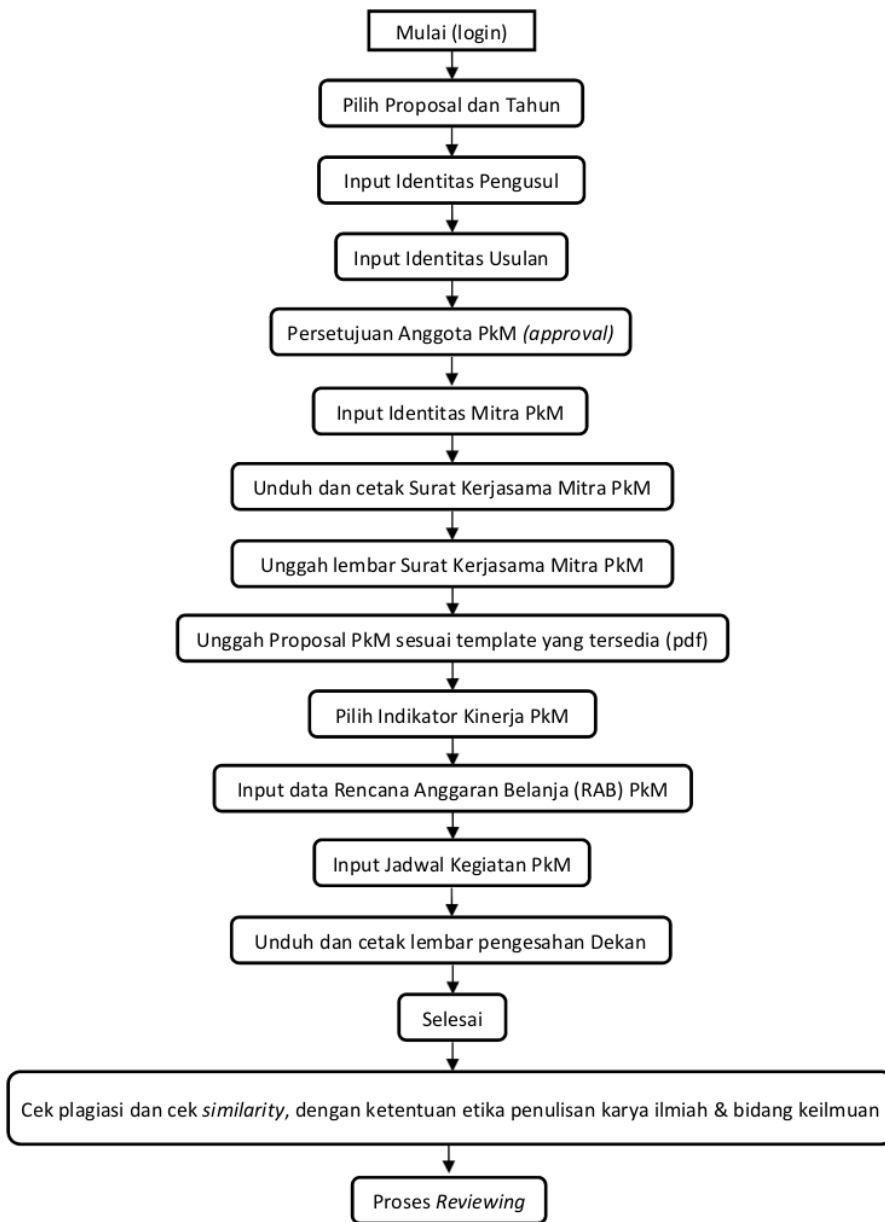 Mulai (login)
Pilih Proposal dan Tahun
Input Identitas Pengusul
Input Identitas Usulan
Persetujuan Anggota PkM (approval)
Input Identitas Mitra PkM
Unduh dan cetak Surat Kerjasama Mitra PkM
Unggah lembar Surat Kerjasama Mitra PkM
Unggah Proposal PkM sesuai template yang tersedia (pdf)
Pilih Indikator Kinerja PkM
Input data Rencana Anggaran Belanja (RAB) PkM
Input Jadwal Kegiatan PkM
Unduh dan cetak lembar pengesahan Dekan
Selesai
Cek plagiasi dan cek similarity, dengan ketentuan etika penulisan karya ilmiah & bidang keilmuan
Proses Reviewing